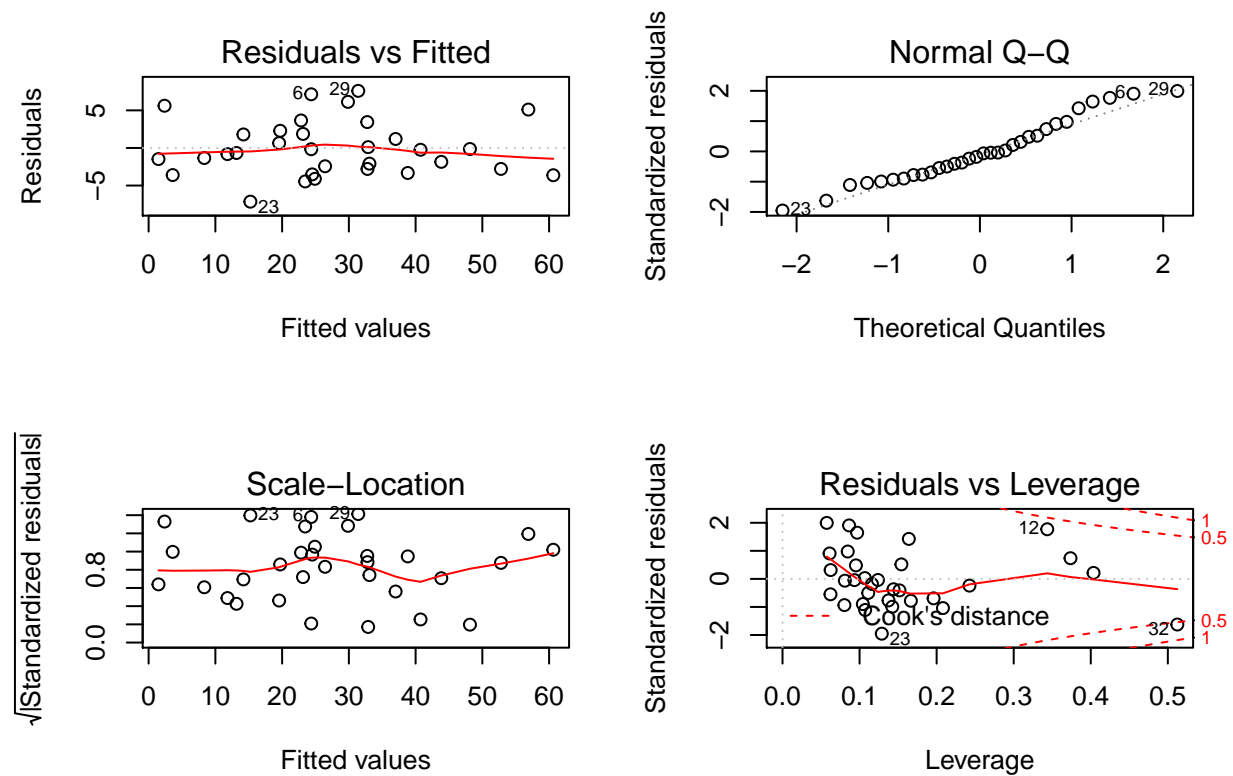 Residuals vs Fitted
Residuals
5
−5
6
29
23
0 10 20 30 40 50 60
Fitted values
Normal Q−Q
Standardized residuals
2
0
−2
6
29
23
−2 −1 0 1 2
Theoretical Quantiles
Scale−Location
√|Standardized residuals|
0.8
0.0
23
6
29
0 10 20 30 40 50 60
Fitted values
Residuals vs Leverage
Standardized residuals
2
0
−2
12
1
0.5
Cook's distance
0.5
32
1
23
0.0 0.1 0.2 0.3 0.4 0.5
Leverage